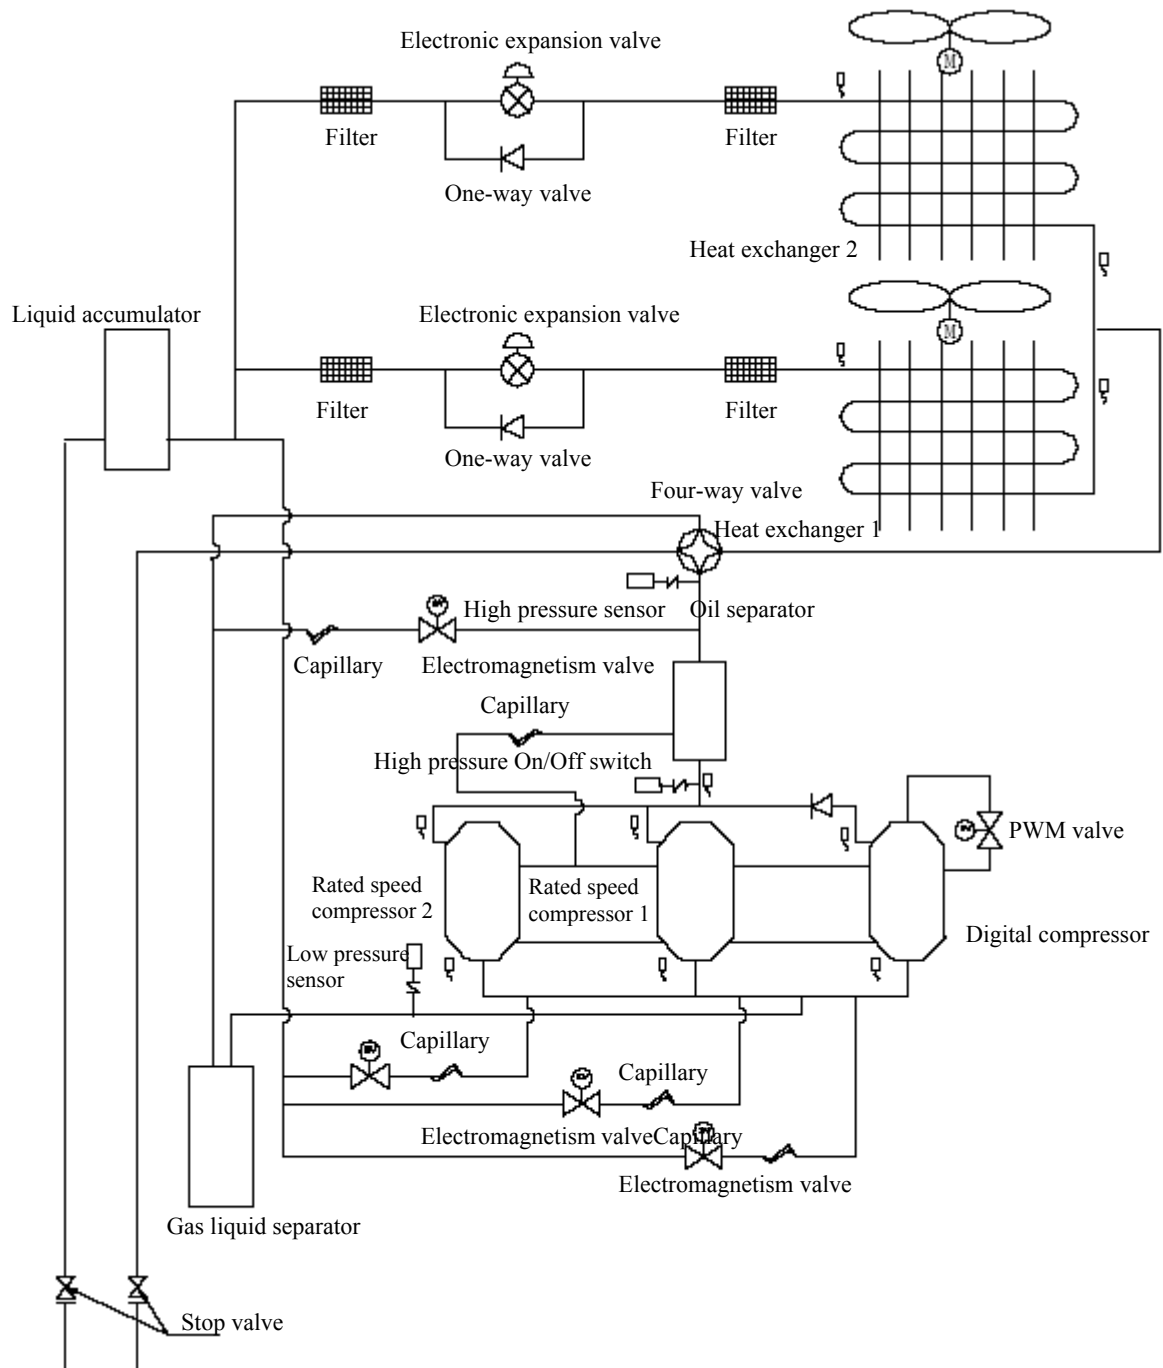 Electronic expansion valve
M
Filter
Filter
One-way valve
Heat exchanger 2
Liquid accumulator
Electronic expansion valve
M
Filter
Filter
One-way valve
Four-way valve
Heat exchanger 1
High pressure sensor
Oil separator
Capillary
Electromagnetism valve
Capillary
High pressure On/Off switch
PWM valve
Rated speed
compressor 2
Rated speed
compressor 1
Digital compressor
Low pressure
sensor
Capillary
Capillary
Electromagnetism valve
Capillary
Electromagnetism valve
Gas liquid separator
Stop valve